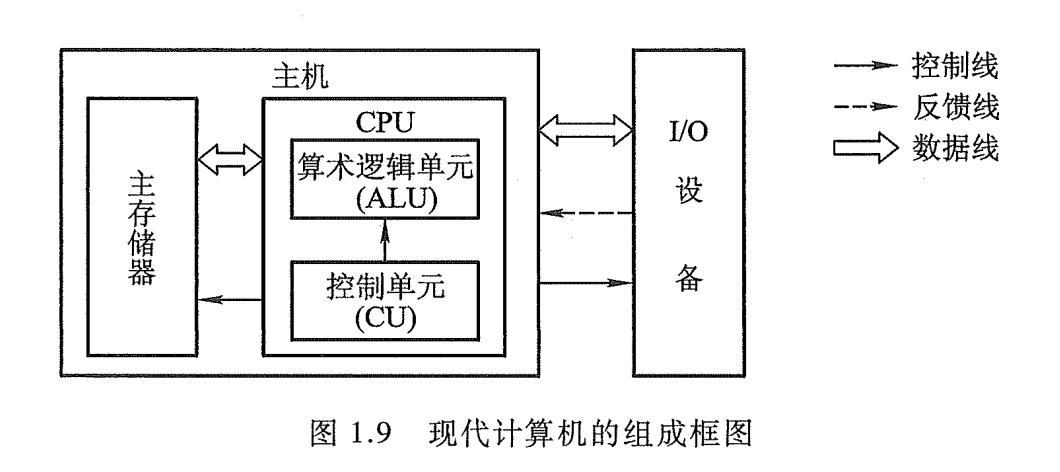 主机
主存储器
CPU
算术逻辑单元
(ALU)
控制单元
(CU)
I/O
设
备
控制线
反馈线
数据线
图 1.9 现代计算机的组成框图